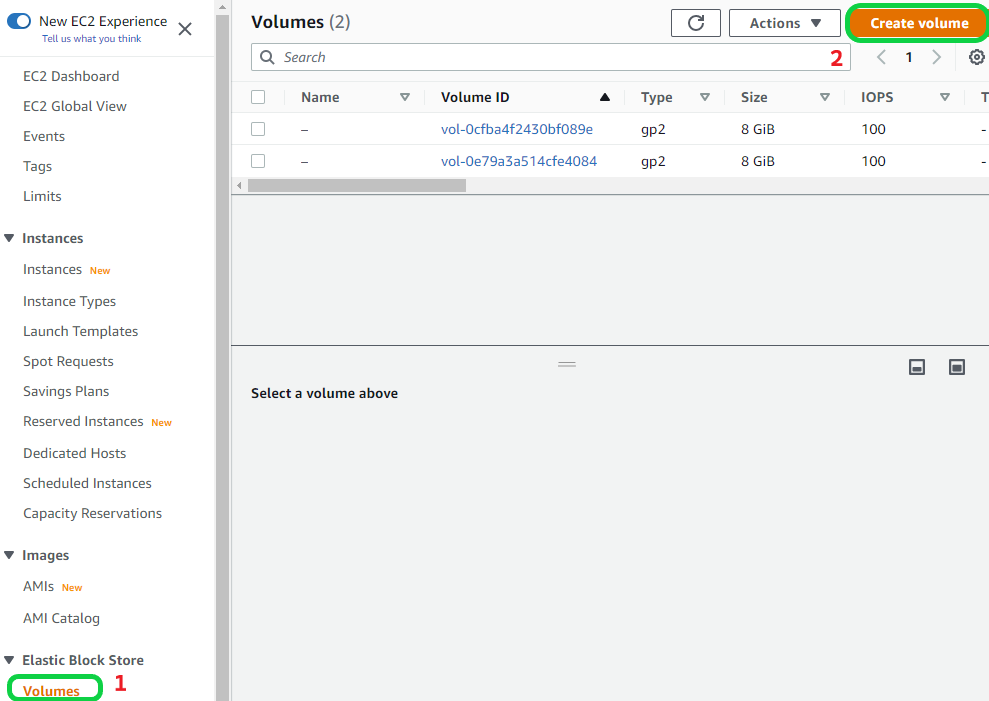 New EC2 Experience
Tell us what you think
EC2 Dashboard
EC2 Global View
Events
Tags
Limits
Instances
Instances New
Instance Types
Launch Templates
Spot Requests
Savings Plans
Reserved Instances New
Dedicated Hosts
Scheduled Instances
Capacity Reservations
Images
AMIs New
AMI Catalog
Elastic Block Store
Volumes 1
Volumes (2)
Actions
Create volume
Search
2
1
Name Volume ID Type Size IOPS T
– vol-0cfba4f2430bf089e gp2 8 GiB 100 -
– vol-0e79a3a514cfe4084 gp2 8 GiB 100 -
Select a volume above